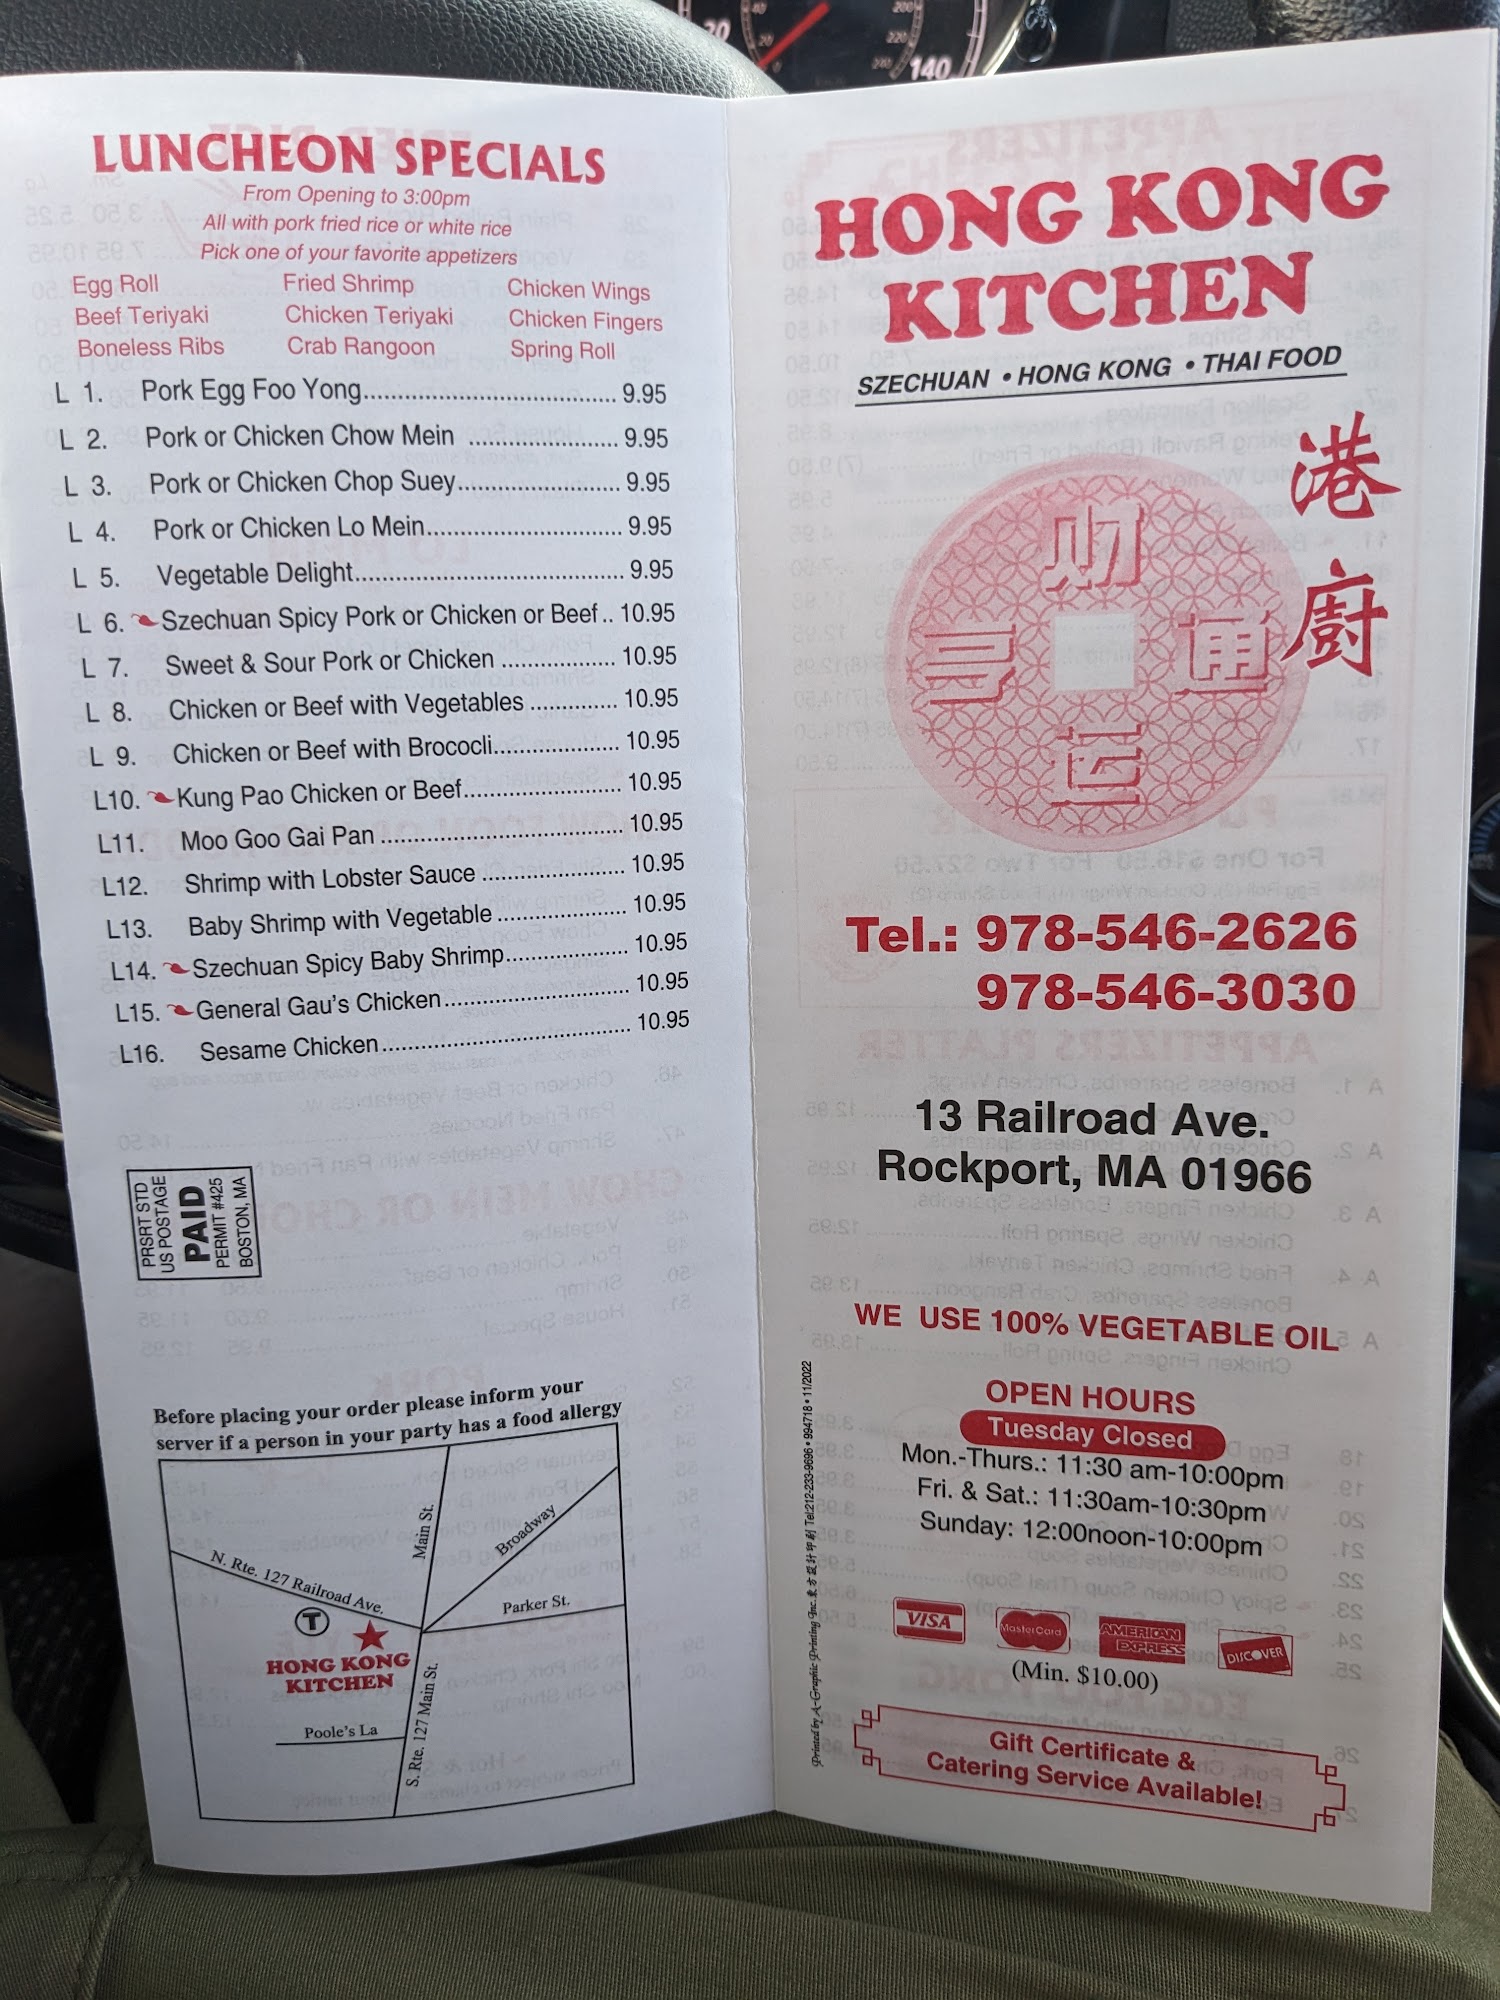 LUNCHEON SPECIALS
From Opening to 3:00pm
All with pork fried rice or white rice
Pick one of your favorite appetizers
Egg Roll Fried Shrimp Chicken Wings
Beef Teriyaki Chicken Teriyaki Chicken Fingers
Boneless Ribs Crab Rangoon Spring Roll
L 1. Pork Egg Foo Yong 9.95
L 2. Pork or Chicken Chow Mein 9.95
L 3. Pork or Chicken Chop Suey 9.95
L 4. Pork or Chicken Lo Mein 9.95
L 5. Vegetable Delight 9.95
L 6. Szechuan Spicy Pork or Chicken or Beef 10.95
L 7. Sweet & Sour Pork or Chicken 10.95
L 8. Chicken or Beef with Vegetables 10.95
L 9. Chicken or Beef with Brococli 10.95
L10. Kung Pao Chicken or Beef 10.95
L11. Moo Goo Gai Pan 10.95
L12. Shrimp with Lobster Sauce 10.95
L13. Baby Shrimp with Vegetable 10.95
L14. Szechuan Spicy Baby Shrimp 10.95
L15. General Gau's Chicken 10.95
L16. Sesame Chicken 10.95
PRSRT STD
US POSTAGE
PAID
PERMIT #425
BOSTON, MA
Before placing your order please inform your
server if a person in your party has a food allergy
Main St.
Broadway
N. Rte. 127 Railroad Ave.
Parker St.
T
HONG KONG
KITCHEN
S. Rte. 127 Main St.
Poole's La
HONG KONG
KITCHEN
SZECHUAN • HONG KONG • THAI FOOD
港
廚
Tel.: 978-546-2626
978-546-3030
13 Railroad Ave.
Rockport, MA 01966
WE USE 100% VEGETABLE OIL
OPEN HOURS
Tuesday Closed
Mon.-Thurs.: 11:30 am-10:00pm
Fri. & Sat.: 11:30am-10:30pm
Sunday: 12:00noon-10:00pm
VISA MasterCard AMERICAN EXPRESS DISCOVER
(Min. $10.00)
Gift Certificate &
Catering Service Available!
Printed by A-Graphic Printing Inc. Tel:212-233-9696 • 994718 • 11/2022
140